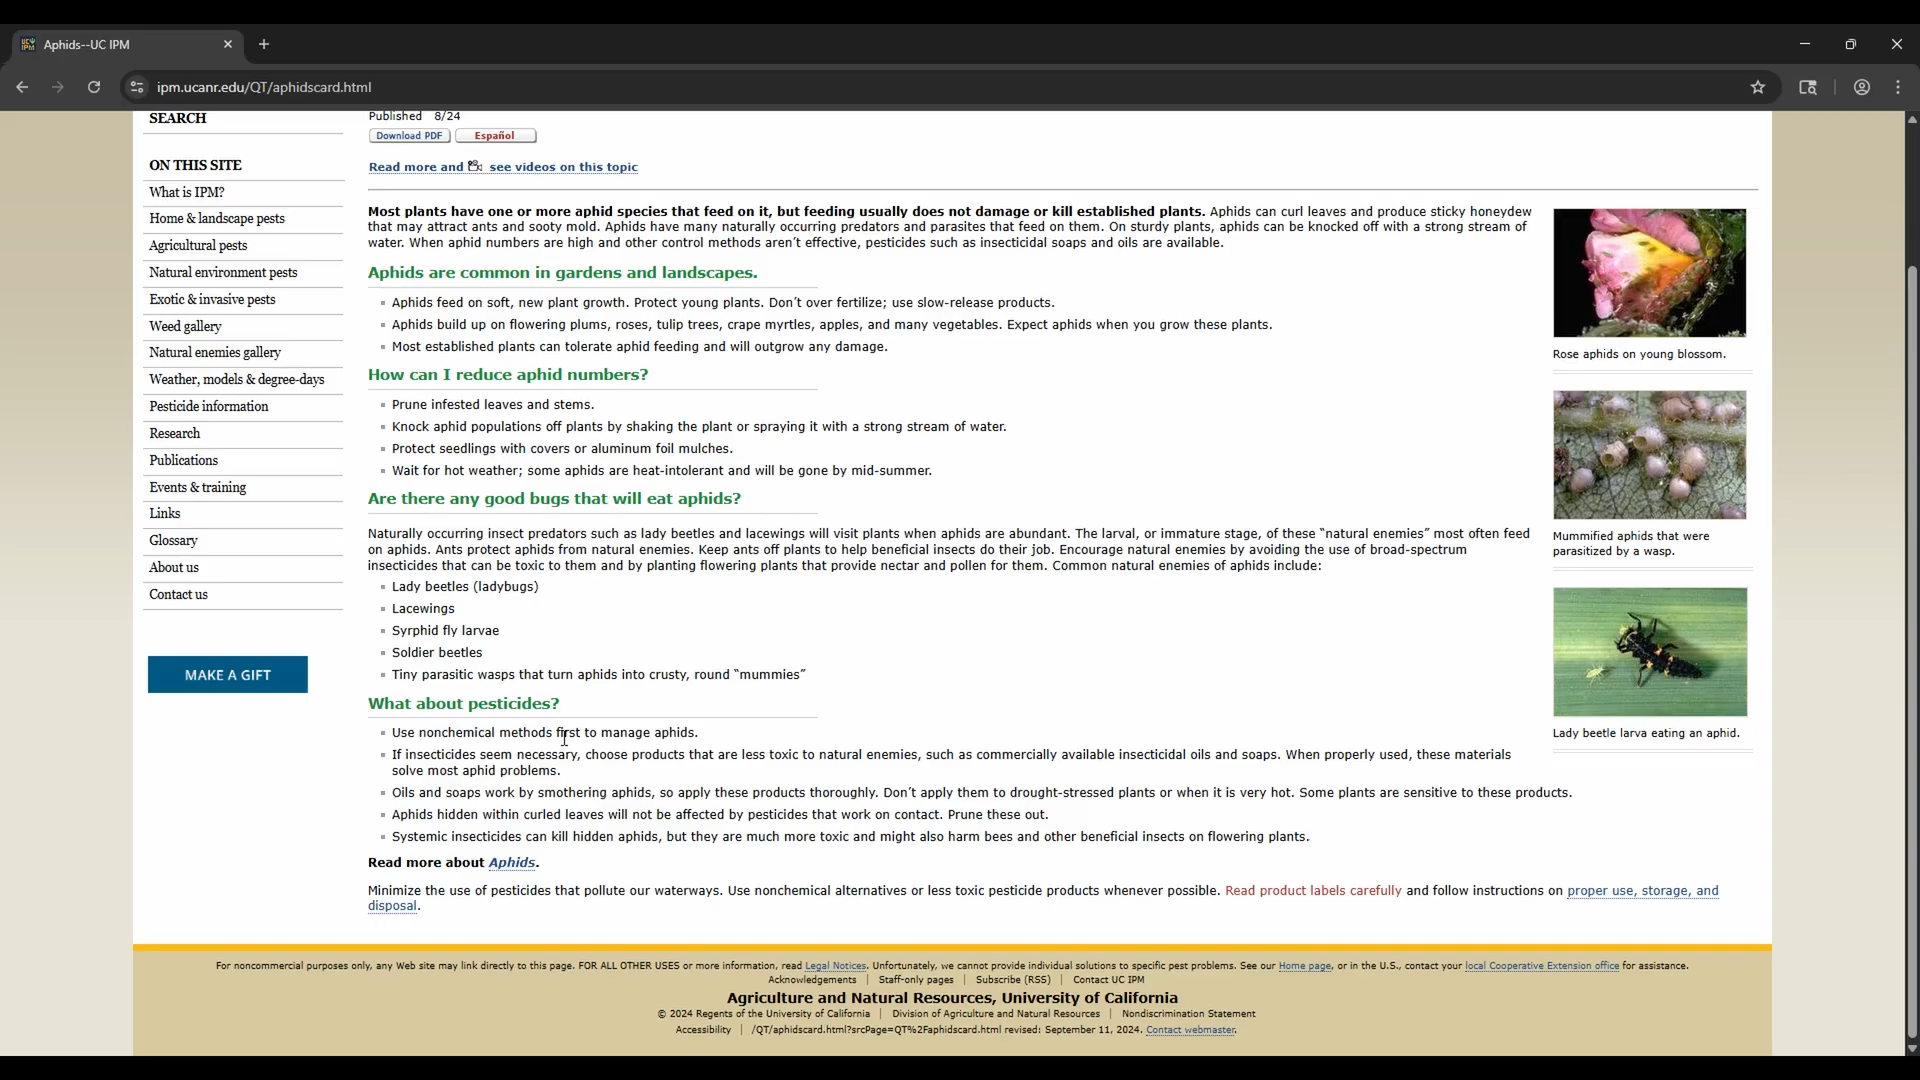 Aphids--UC IPM
ipm.ucanr.edu/QT/aphidscard.html
SEARCH
ON THIS SITE
What is IPM?
Home & landscape pests
Agricultural pests
Natural environment pests
Exotic & invasive pests
Weed gallery
Natural enemies gallery
Weather, models & degree-days
Pesticide information
Research
Publications
Events & training
Links
Glossary
About us
Contact us
MAKE A GIFT
Published 8/24
Download PDF Español
Read more and see videos on this topic
Most plants have one or more aphid species that feed on it, but feeding usually does not damage or kill established plants. Aphids can curl leaves and produce sticky honeydew
that may attract ants and sooty mold. Aphids have many naturally occurring predators and parasites that feed on them. On sturdy plants, aphids can be knocked off with a strong stream of
water. When aphid numbers are high and other control methods aren’t effective, pesticides such as insecticidal soaps and oils are available.
Aphids are common in gardens and landscapes.
Aphids feed on soft, new plant growth. Protect young plants. Don’t over fertilize; use slow-release products.
Aphids build up on flowering plums, roses, tulip trees, crape myrtles, apples, and many vegetables. Expect aphids when you grow these plants.
Most established plants can tolerate aphid feeding and will outgrow any damage.
How can I reduce aphid numbers?
Prune infested leaves and stems.
Knock aphid populations off plants by shaking the plant or spraying it with a strong stream of water.
Protect seedlings with covers or aluminum foil mulches.
Wait for hot weather; some aphids are heat-intolerant and will be gone by mid-summer.
Are there any good bugs that will eat aphids?
Naturally occurring insect predators such as lady beetles and lacewings will visit plants when aphids are abundant. The larval, or immature stage, of these “natural enemies” most often feed
on aphids. Ants protect aphids from natural enemies. Keep ants off plants to help beneficial insects do their job. Encourage natural enemies by avoiding the use of broad-spectrum
insecticides that can be toxic to them and by planting flowering plants that provide nectar and pollen for them. Common natural enemies of aphids include:
Lady beetles (ladybugs)
Lacewings
Syrphid fly larvae
Soldier beetles
Tiny parasitic wasps that turn aphids into crusty, round “mummies”
What about pesticides?
Use nonchemical methods first to manage aphids.
If insecticides seem necessary, choose products that are less toxic to natural enemies, such as commercially available insecticidal oils and soaps. When properly used, these materials
solve most aphid problems.
Oils and soaps work by smothering aphids, so apply these products thoroughly. Don’t apply them to drought-stressed plants or when it is very hot. Some plants are sensitive to these products.
Aphids hidden within curled leaves will not be affected by pesticides that work on contact. Prune these out.
Systemic insecticides can kill hidden aphids, but they are much more toxic and might also harm bees and other beneficial insects on flowering plants.
Read more about Aphids.
Minimize the use of pesticides that pollute our waterways. Use nonchemical alternatives or less toxic pesticide products whenever possible. Read product labels carefully and follow instructions on proper use, storage, and
disposal.
Rose aphids on young blossom.
Mummified aphids that were
parasitized by a wasp.
Lady beetle larva eating an aphid.
For noncommercial purposes only, any Web site may link directly to this page. FOR ALL OTHER USES or more information, read Legal Notices. Unfortunately, we cannot provide individual solutions to specific pest problems. See our Home page, or in the U.S., contact your local Cooperative Extension office for assistance.
Acknowledgements | Staff-only pages | Subscribe (RSS) | Contact UC IPM
Agriculture and Natural Resources, University of California
© 2024 Regents of the University of California | Division of Agriculture and Natural Resources | Nondiscrimination Statement
Accessibility | /QT/aphidscard.html?srcPage=QT%2Faphidscard.html revised: September 11, 2024. Contact webmaster.